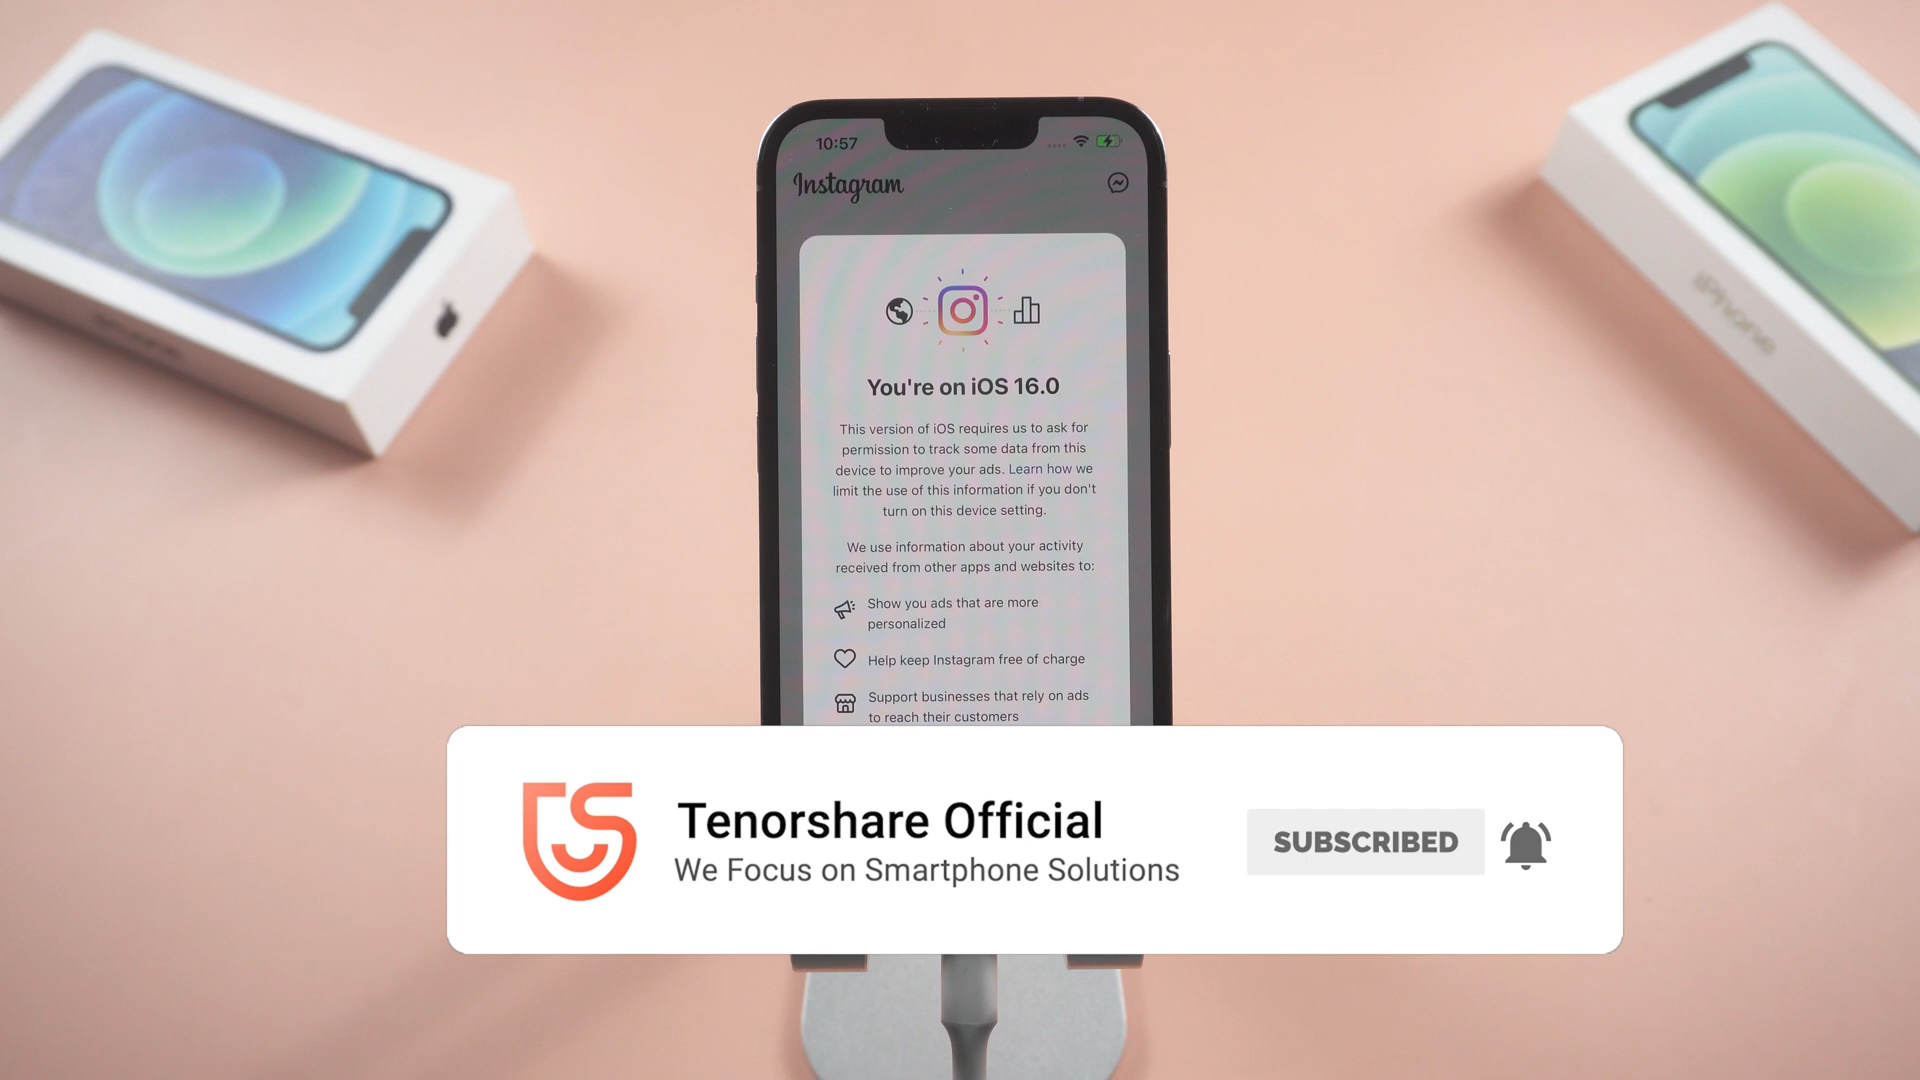 10:57
Instagram
You're on iOS 16.0
This version of iOS requires us to ask for
permission to track some data from this
device to improve your ads. Learn how we
limit the use of this information if you don't
turn on this device setting.
We use information about your activity
received from other apps and websites to:
Show you ads that are more
personalized
Help keep Instagram free of charge
Support businesses that rely on ads
to reach their customers
iPhone
Tenorshare Official
We Focus on Smartphone Solutions
SUBSCRIBED